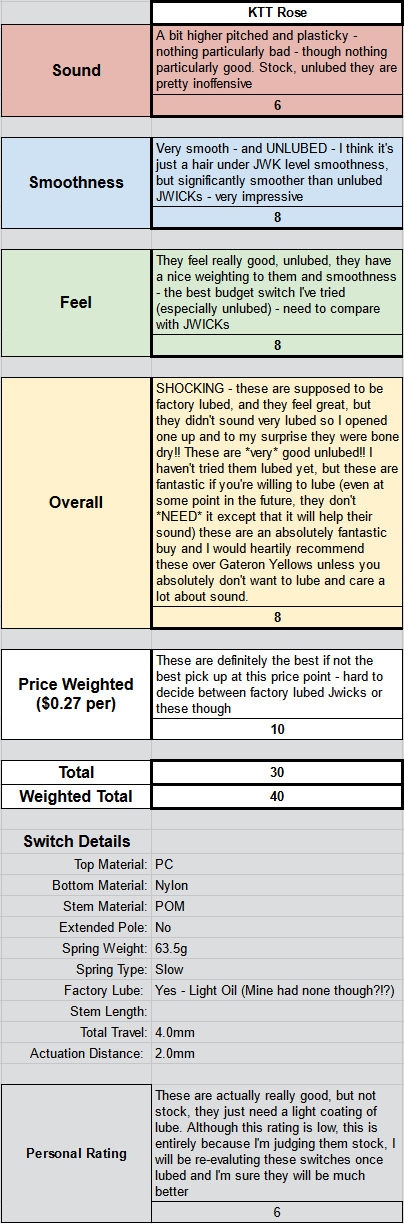 KTT Rose
Sound
A bit higher pitched and plasticky -
nothing particularly bad - though nothing
particularly good. Stock, unlubed they are
pretty inoffensive
6
Smoothness
Very smooth - and UNLUBED - I think it's
just a hair under JWK level smoothness,
but significantly smoother than unlubed
JWICKs - very impressive
8
Feel
They feel really good, unlubed, they have
a nice weighting to them and smoothness
- the best budget switch I've tried
(especially unlubed) - need to compare
with JWICKs
8
Overall
SHOCKING - these are supposed to be
factory lubed, and they feel great, but
they didn't sound very lubed so I opened
one up and to my surprise they were bone
dry!! These are *very* good unlubed!! I
haven't tried them lubed yet, but these are
fantastic if you're willing to lube (even at
some point in the future, they don't
*NEED* it except that it will help their
sound) these are an absolutely fantastic
buy and I would heartily recommend
these over Gateron Yellows unless you
absolutely don't want to lube and care a
lot about sound.
8
Price Weighted
($0.27 per)
These are definitely the best if not the
best pick up at this price point - hard to
decide between factory lubed Jwicks or
these though
10
Total 30
Weighted Total 40
Switch Details
Top Material: PC
Bottom Material: Nylon
Stem Material: POM
Extended Pole: No
Spring Weight: 63.5g
Spring Type: Slow
Factory Lube: Yes - Light Oil (Mine had none though?!?)
Stem Length:
Total Travel: 4.0mm
Actuation Distance: 2.0mm
Personal Rating
These are actually really good, but not
stock, they just need a light coating of
lube. Although this rating is low, this is
entirely because I'm judging them stock, I
will be re-evaluting these switches once
lubed and I'm sure they will be much
better
6